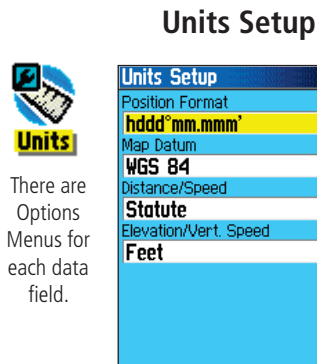 Units Setup
Units
There are
Options
Menus for
each data
field.
Units Setup
Position Format
hddd°mm.mmm'
Map Datum
WGS 84
Distance/Speed
Statute
Elevation/Vert. Speed
Feet